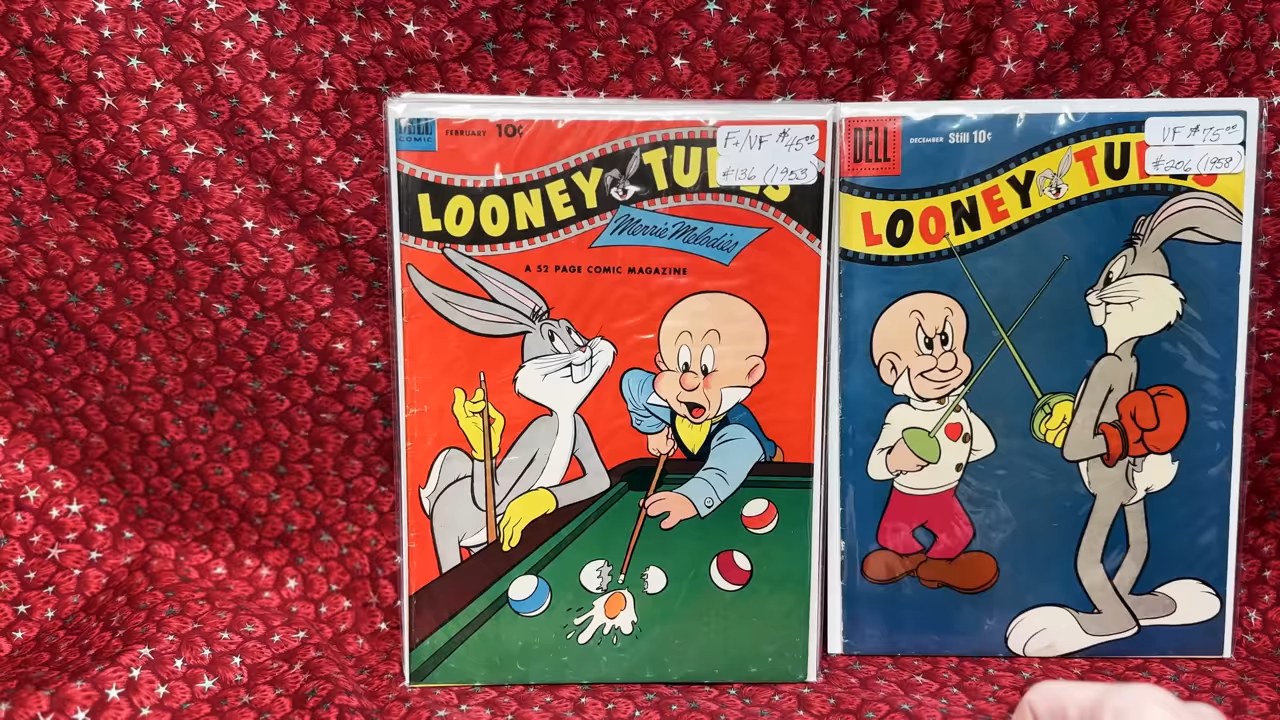 DELL
COMIC
FEBRUARY 10¢
F+/VF $45.00
#136 (1953)
LOONEY TUNES
Merrie Melodies
A 52 PAGE COMIC MAGAZINE
DELL
DECEMBER Still 10¢
VF $75.00
#206 (1958)
LOONEY TUNES